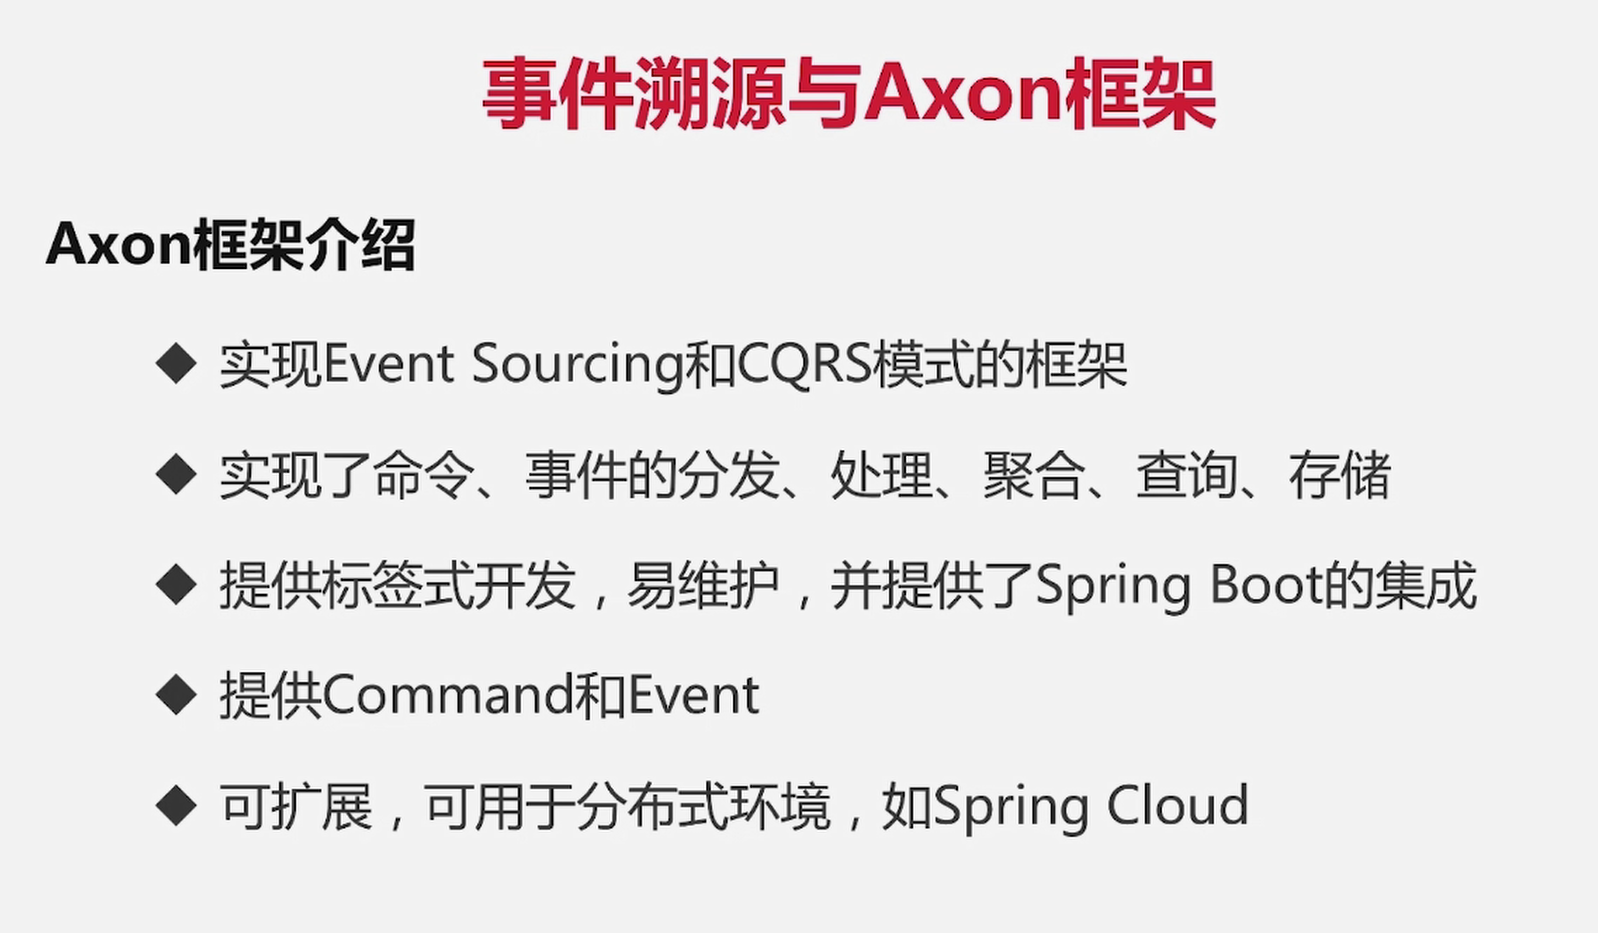 事件溯源与Axon框架
Axon框架介绍
◆ 实现Event Sourcing和CQRS模式的框架
◆ 实现了命令、事件的分发、处理、聚合、查询、存储
◆ 提供标签式开发，易维护，并提供了Spring Boot的集成
◆ 提供Command和Event
◆ 可扩展，可用于分布式环境，如Spring Cloud